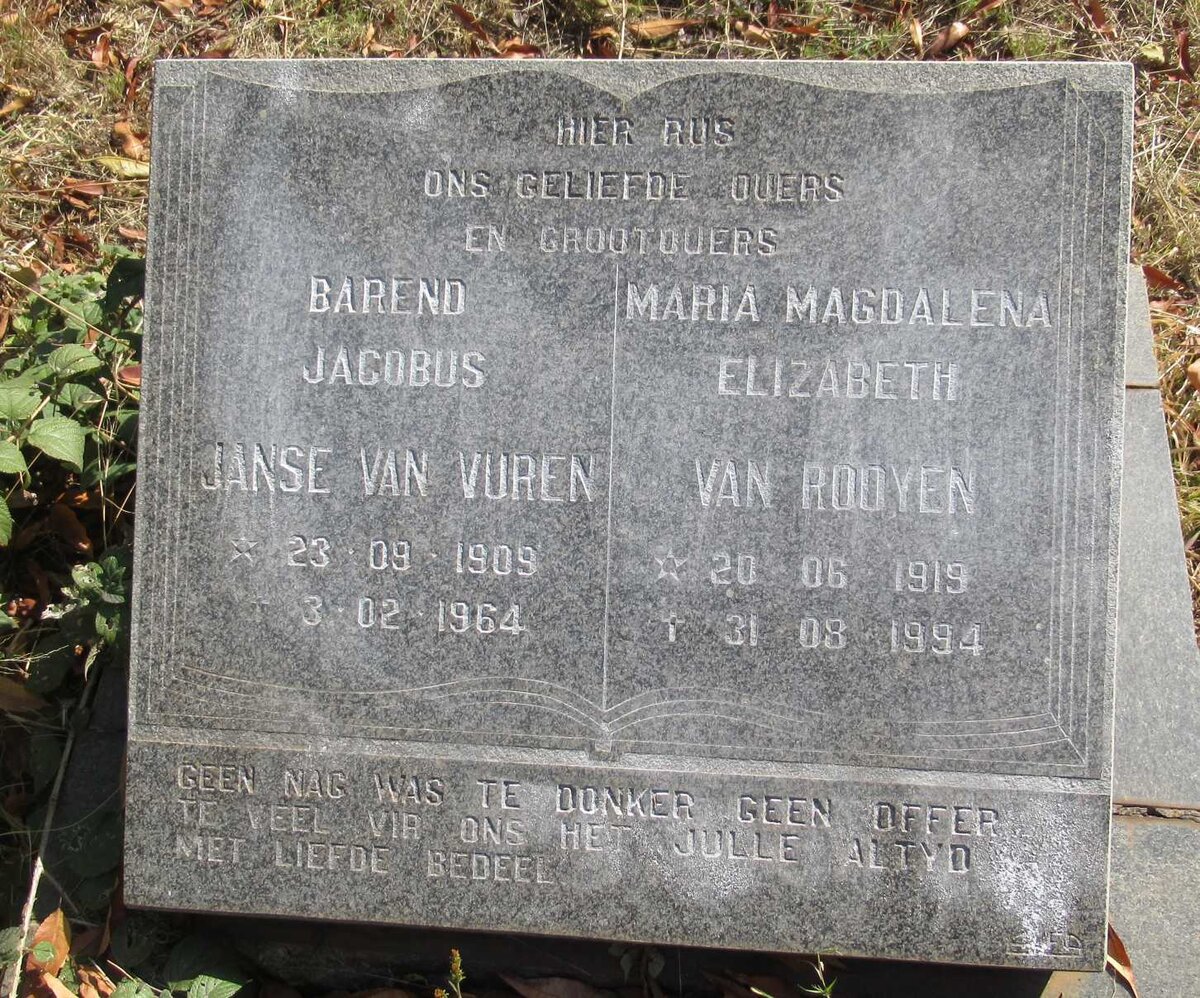 HIER RUS
ONS GELIEFDE OUERS
EN GROOTOUERS
BAREND
JACOBUS
JANSE VAN VUREN
☆ 23·09·1909
3·02·1964
MARIA MAGDALENA
ELIZABETH
VAN ROOYEN
☆ 20 06 1919
† 31 08 1994
GEEN NAG WAS TE DONKER GEEN OFFER
TE VEEL VIR ONS HET JULLE ALTYD
MET LIEFDE BEDEEL